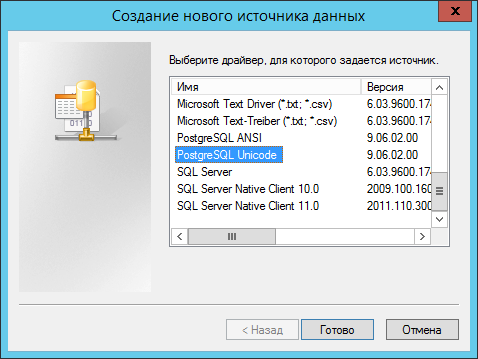 Создание нового источника данных
x
Выберите драйвер, для которого задается источник.
Имя Версия
Microsoft Text Driver (*.txt; *.csv) 6.03.9600.174
Microsoft Text-Treiber (*.txt; *.csv) 6.03.9600.174
PostgreSQL ANSI 9.06.02.00
PostgreSQL Unicode 9.06.02.00
SQL Server 6.03.9600.174
SQL Server Native Client 10.0 2009.100.160
SQL Server Native Client 11.0 2011.110.300
< Назад Готово Отмена